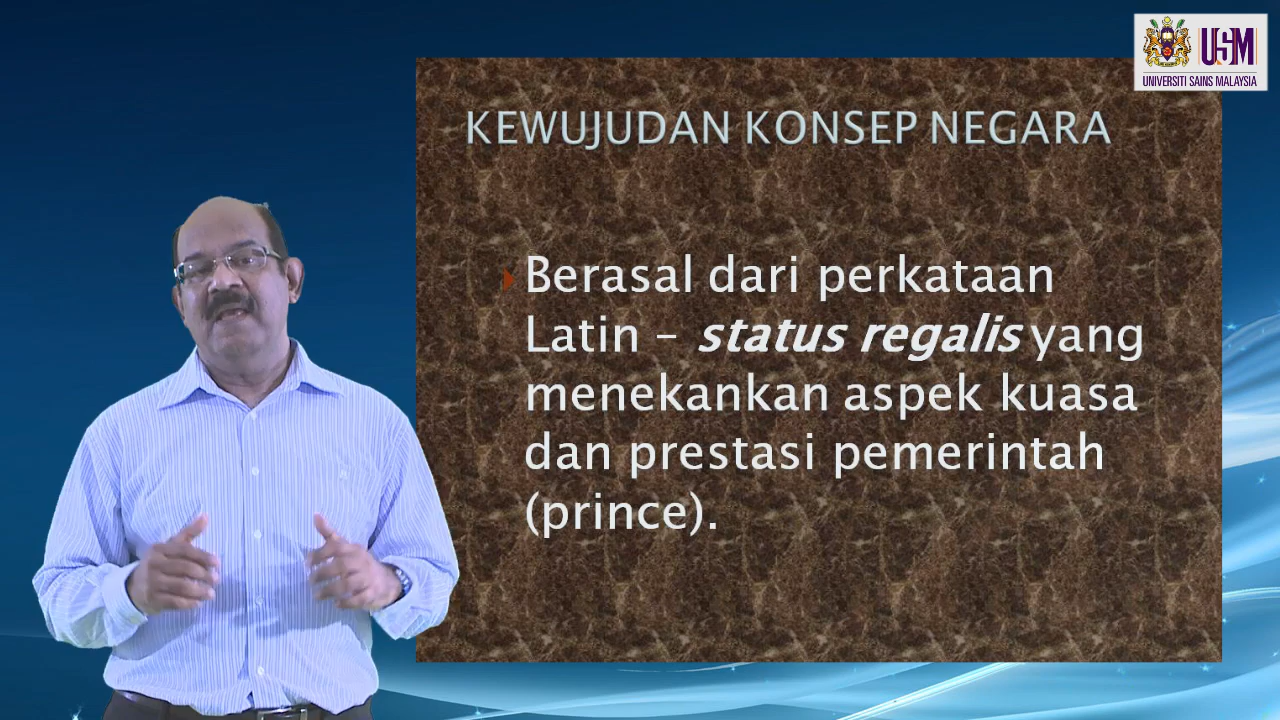 USM
UNIVERSITI SAINS MALAYSIA
KEWUJUDAN KONSEP NEGARA
Berasal dari perkataan
Latin – status regalis yang
menekankan aspek kuasa
dan prestasi pemerintah
(prince).